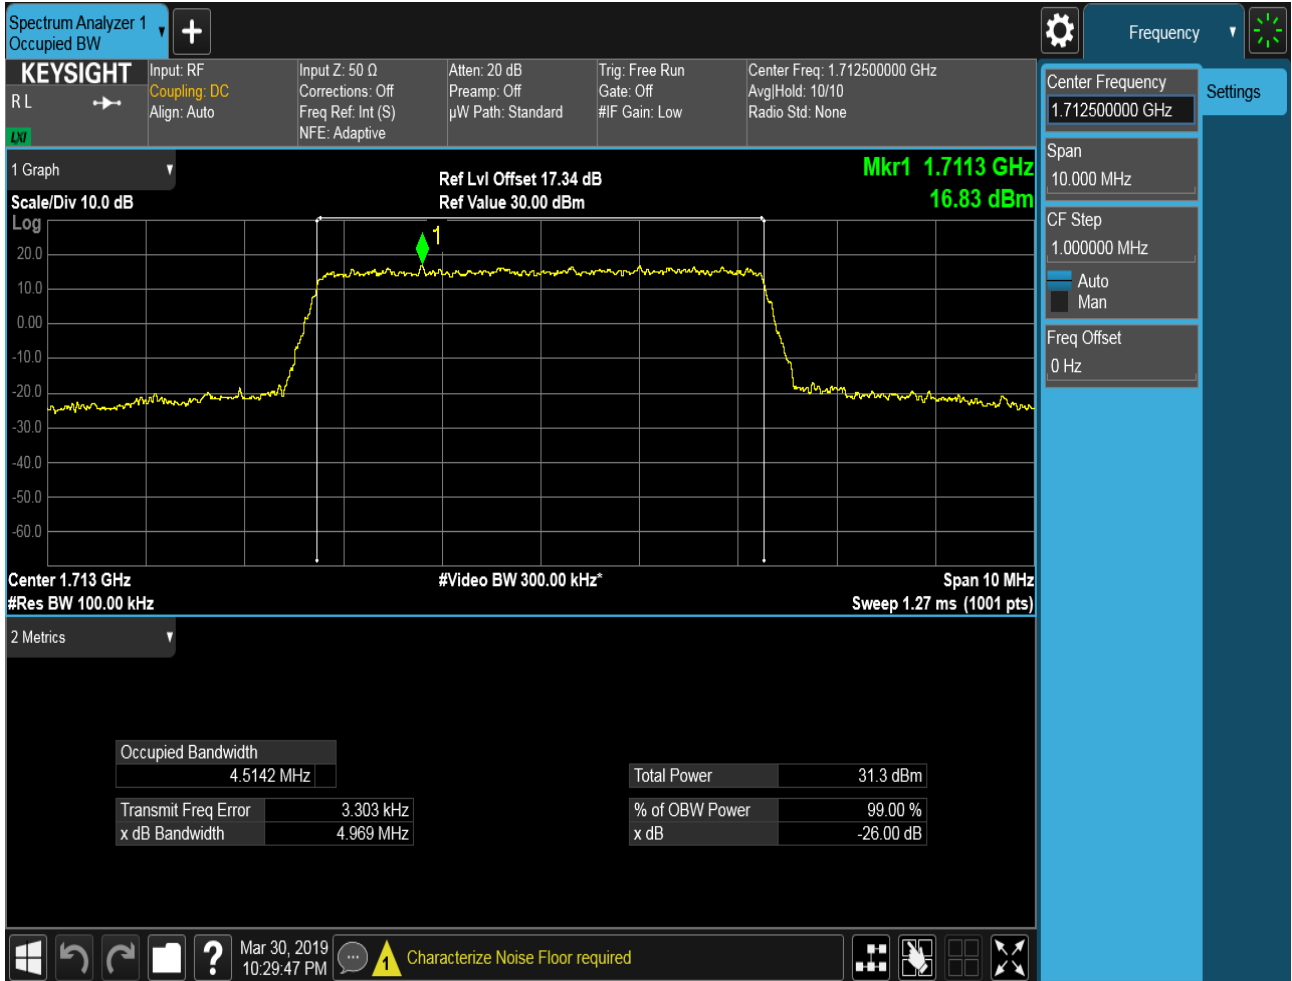 Spectrum Analyzer 1
Occupied BW
Frequency
KEYSIGHT
R L
LXI
Input: RF
Coupling: DC
Align: Auto
Input Z: 50 Ω
Corrections: Off
Freq Ref: Int (S)
NFE: Adaptive
Atten: 20 dB
Preamp: Off
µW Path: Standard
Trig: Free Run
Gate: Off
#IF Gain: Low
Center Freq: 1.712500000 GHz
Avg|Hold: 10/10
Radio Std: None
Center Frequency
1.712500000 GHz
Settings
Span
10.000 MHz
CF Step
1.000000 MHz
Auto
Man
Freq Offset
0 Hz
1 Graph
Ref Lvl Offset 17.34 dB
Mkr1 1.7113 GHz
Scale/Div 10.0 dB
Ref Value 30.00 dBm
16.83 dBm
Log
1
20.0
10.0
0.00
-10.0
-20.0
-30.0
-40.0
-50.0
-60.0
Center 1.713 GHz
#Video BW 300.00 kHz*
Span 10 MHz
#Res BW 100.00 kHz
Sweep 1.27 ms (1001 pts)
2 Metrics
Occupied Bandwidth
4.5142 MHz
Total Power 31.3 dBm
Transmit Freq Error 3.303 kHz
% of OBW Power 99.00 %
x dB Bandwidth 4.969 MHz
x dB -26.00 dB
?
Mar 30, 2019
10:29:47 PM
1
Characterize Noise Floor required